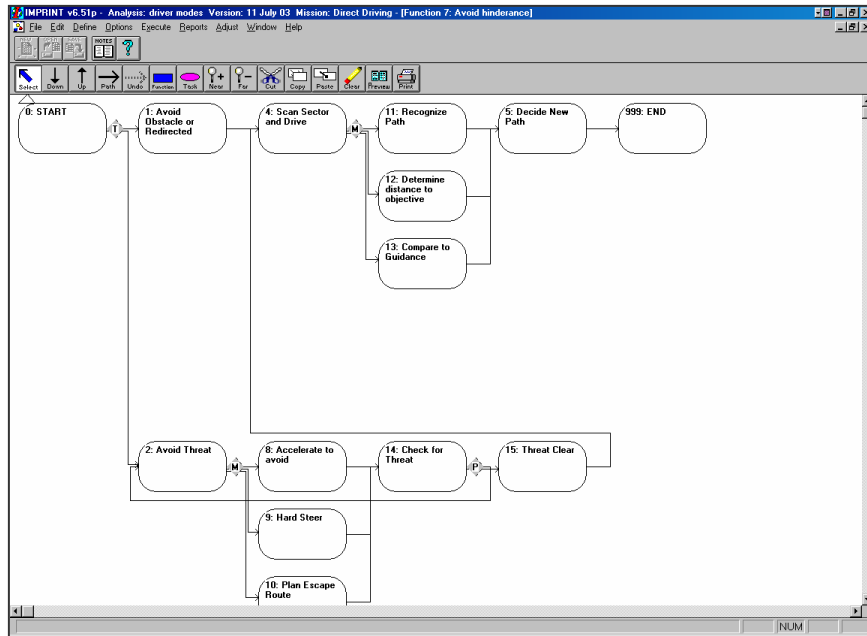 IMPRINT v6.51p - Analysis: driver modes Version: 11 July 03 Mission: Direct Driving - [Function 7: Avoid hinderance]
File Edit Define Options Execute Reports Adjust Window Help
NOTES
Select Down Up Path Undo Function Task Near Far Cut Copy Paste Clear Preview Print
0: START
T
1: Avoid
Obstacle or
Redirected
4: Scan Sector
and Drive
M
11: Recognize
Path
5: Decide New
Path
999: END
12: Determine
distance to
objective
13: Compare to
Guidance
2: Avoid Threat
M
8: Accelerate to
avoid
14: Check for
Threat
P
15: Threat Clear
9: Hard Steer
10: Plan Escape
Route
NUM